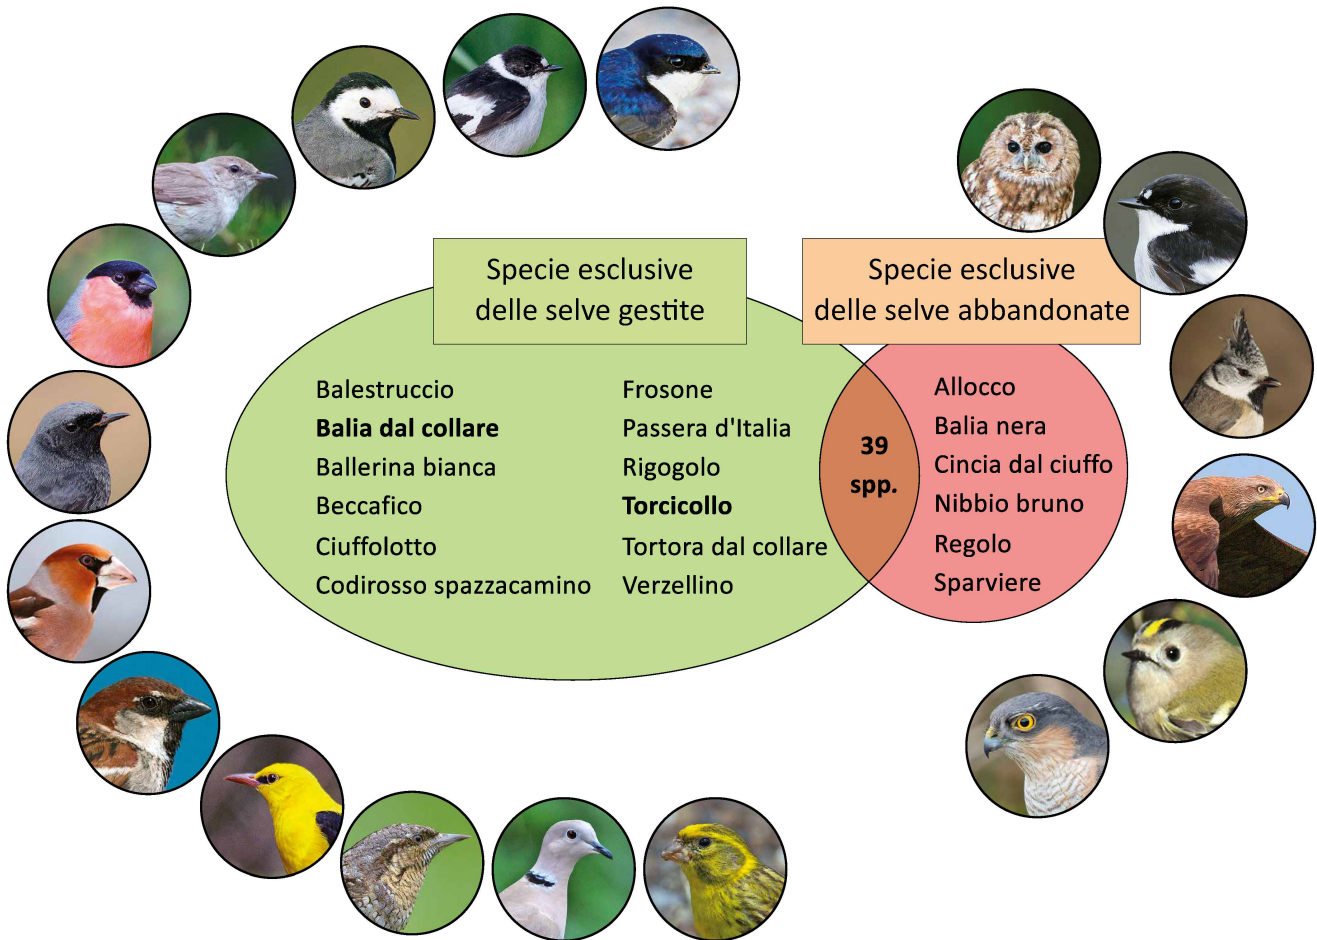 Specie esclusive
delle selve gestite
Specie esclusive
delle selve abbandonate
Balestruccio
Balia dal collare
Ballerina bianca
Beccafico
Ciuffolotto
Codirosso spazzacamino
Frosone
Passera d'Italia
Rigogolo
Torcicollo
Tortora dal collare
Verzellino
39
spp.
Allocco
Balia nera
Cincia dal ciuffo
Nibbio bruno
Regolo
Sparviere